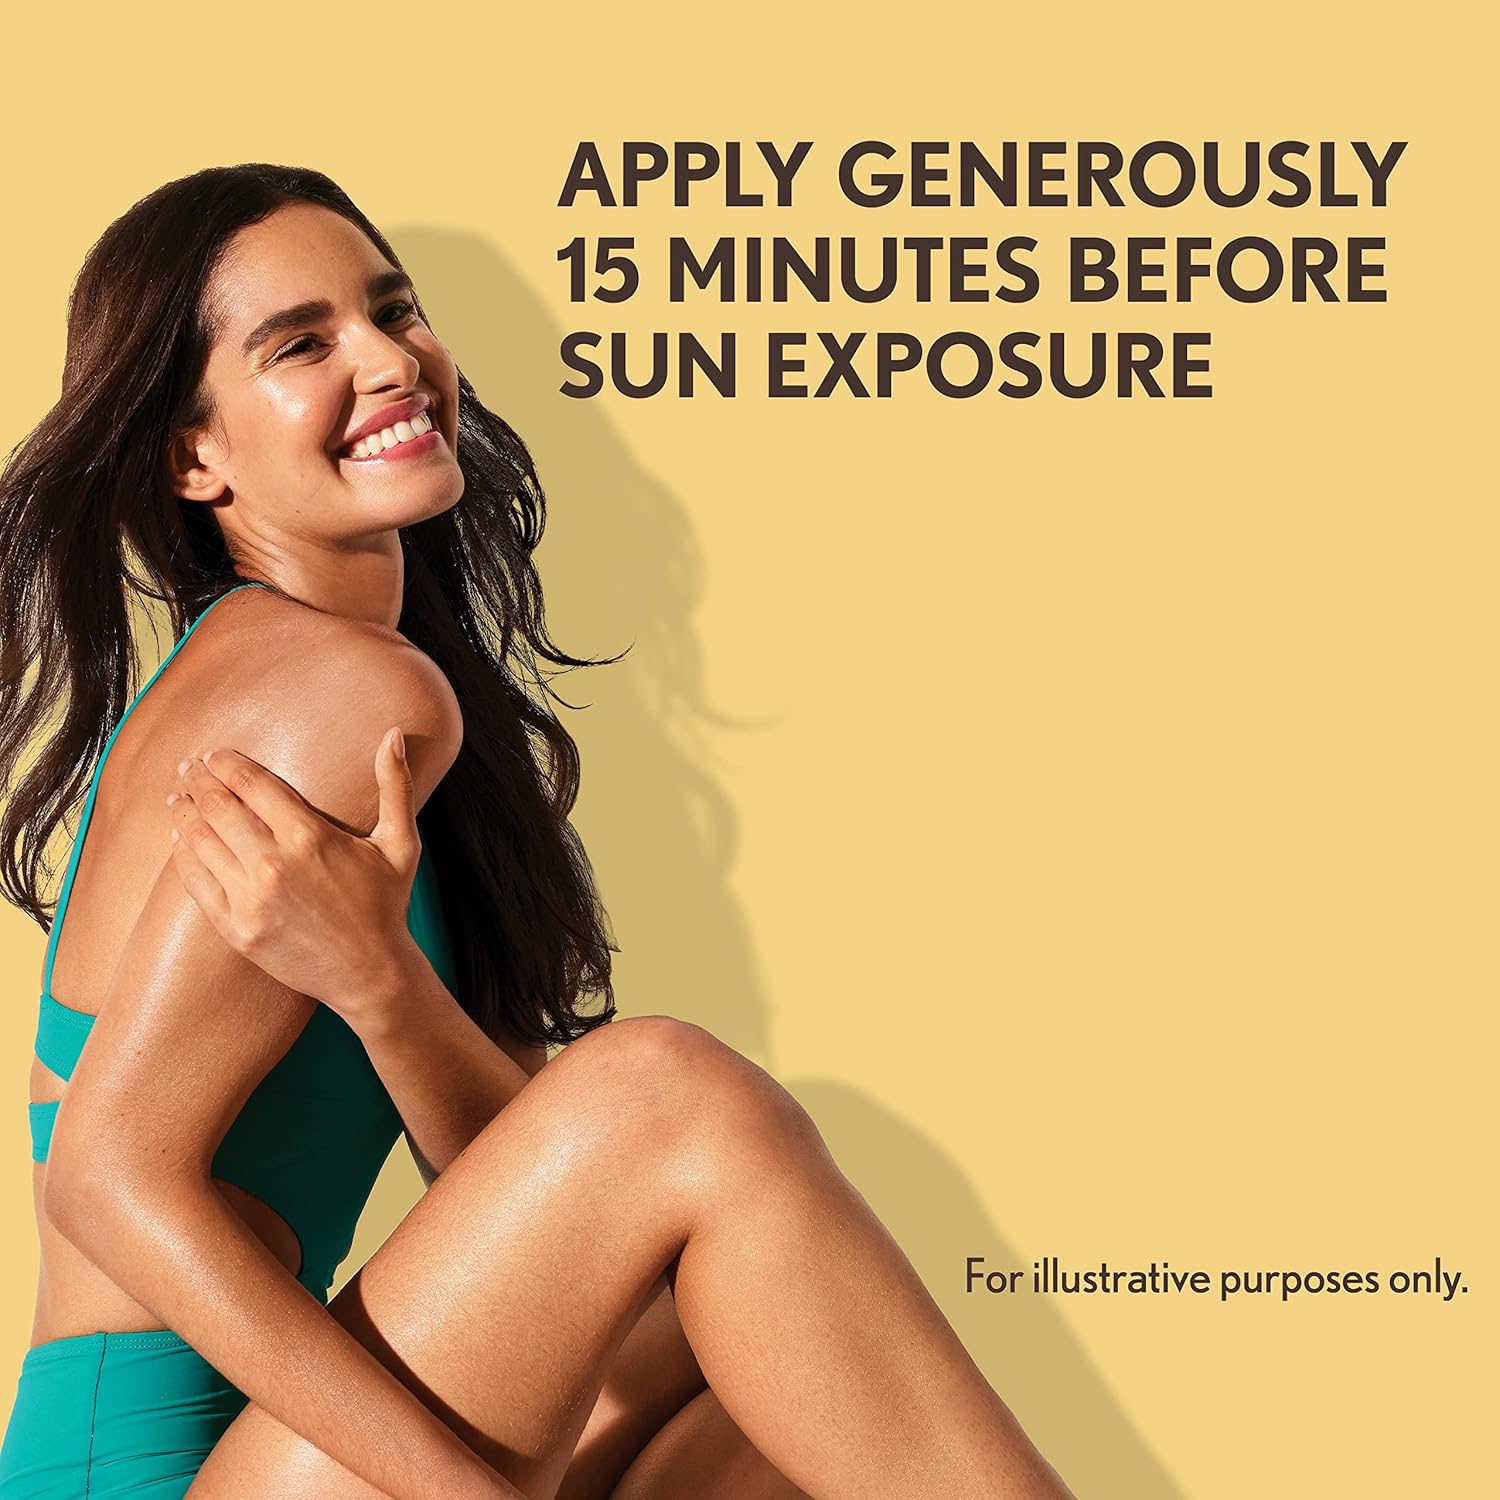 APPLY GENEROUSLY
15 MINUTES BEFORE
SUN EXPOSURE
For illustrative purposes only.